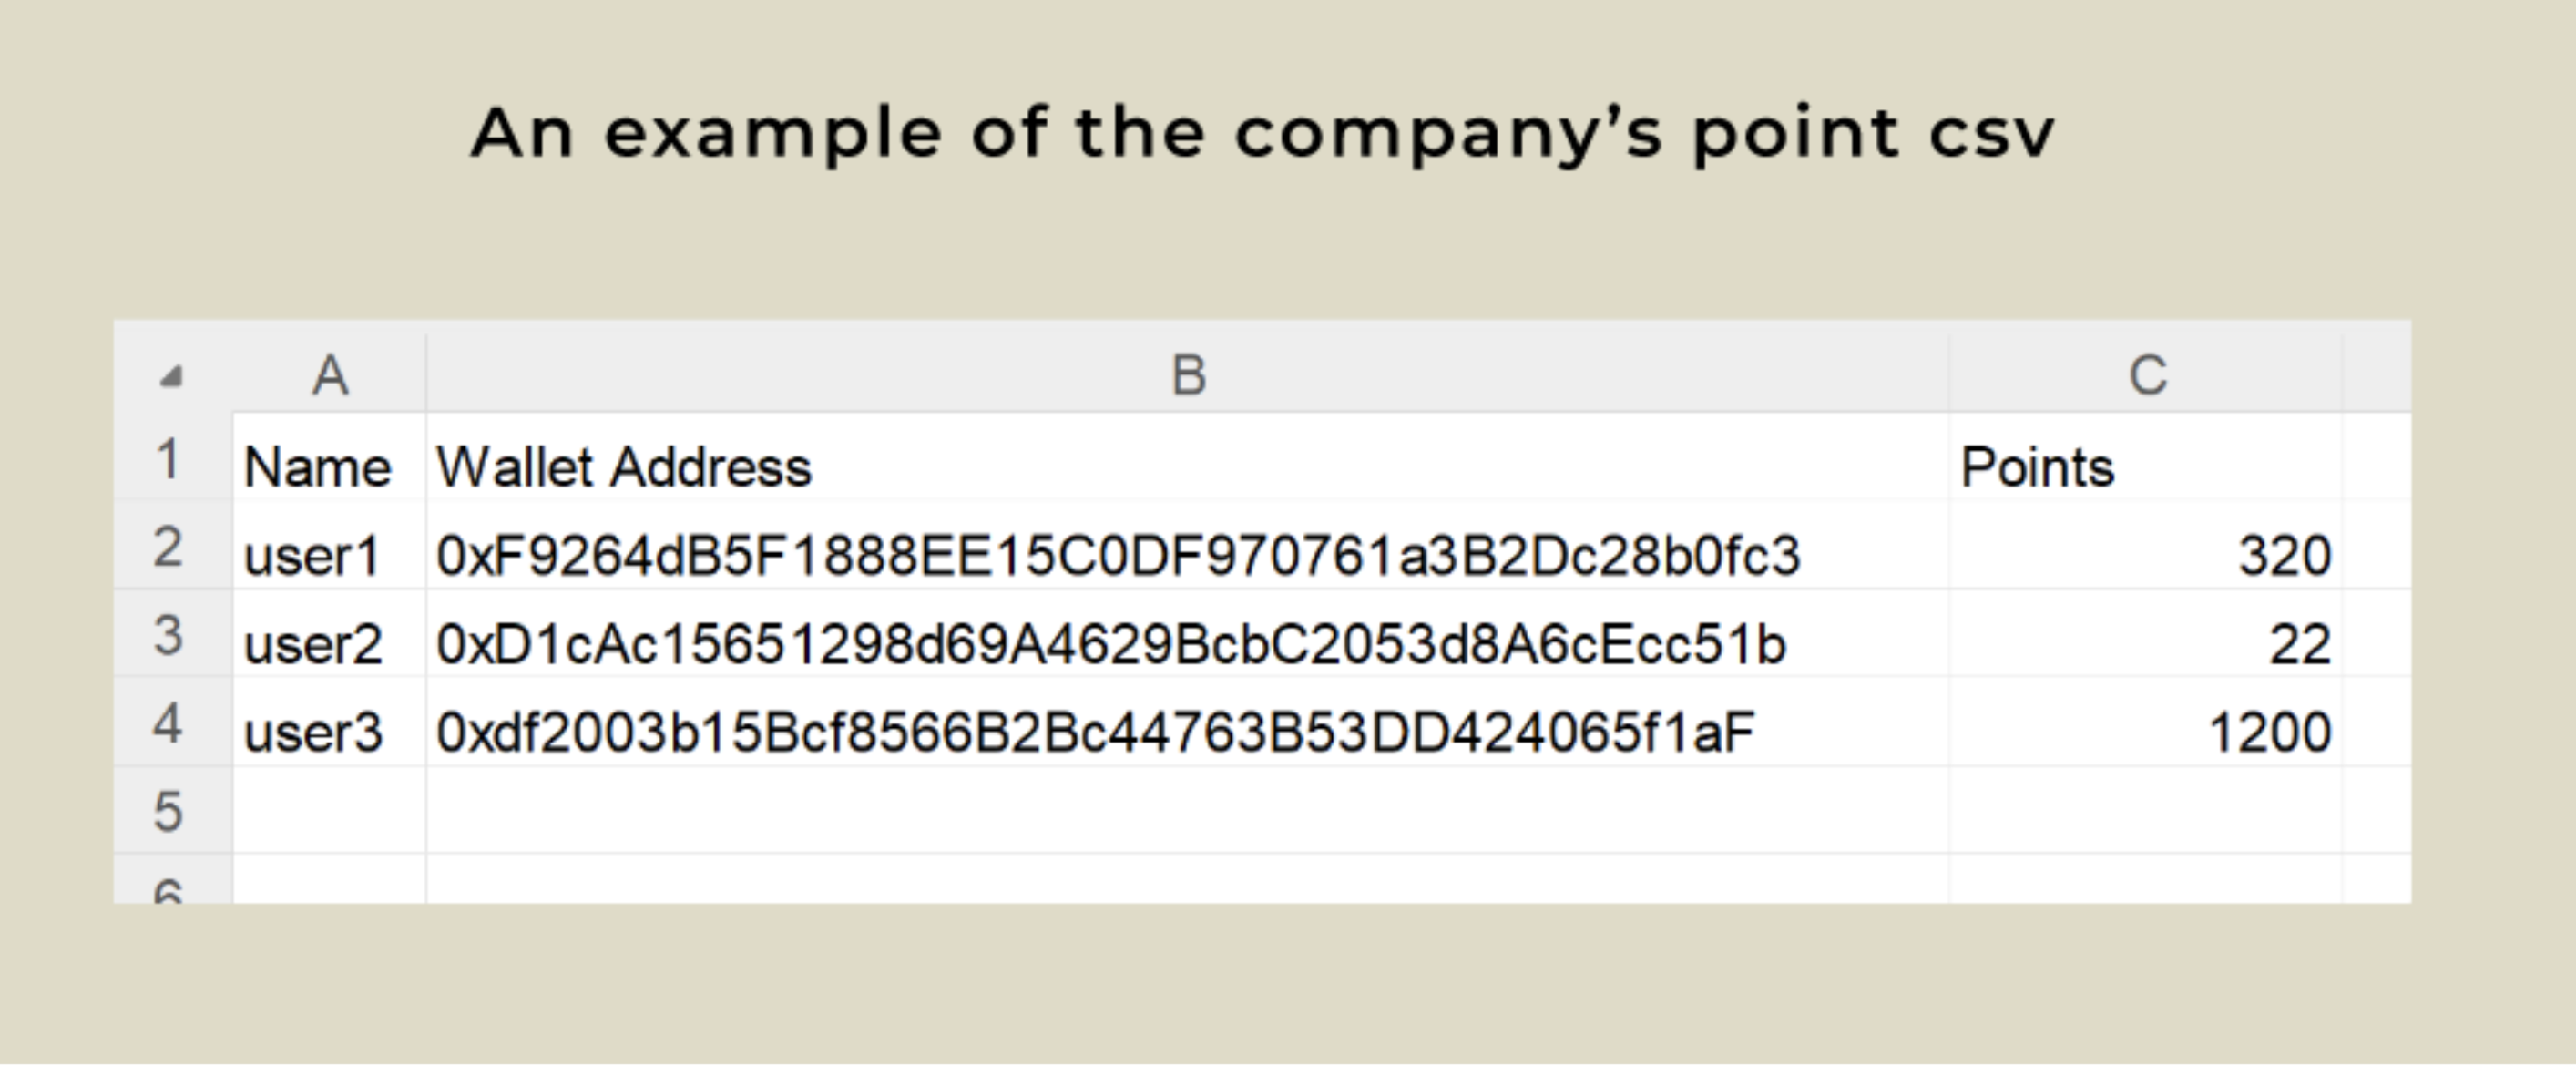 An example of the company’s point csv
A B C
1 Name Wallet Address Points
2 user1 0xF9264dB5F1888EE15C0DF970761a3B2Dc28b0fc3 320
3 user2 0xD1cAc15651298d69A4629BcbC2053d8A6cEcc51b 22
4 user3 0xdf2003b15Bcf8566B2Bc44763B53DD424065f1aF 1200
5
6